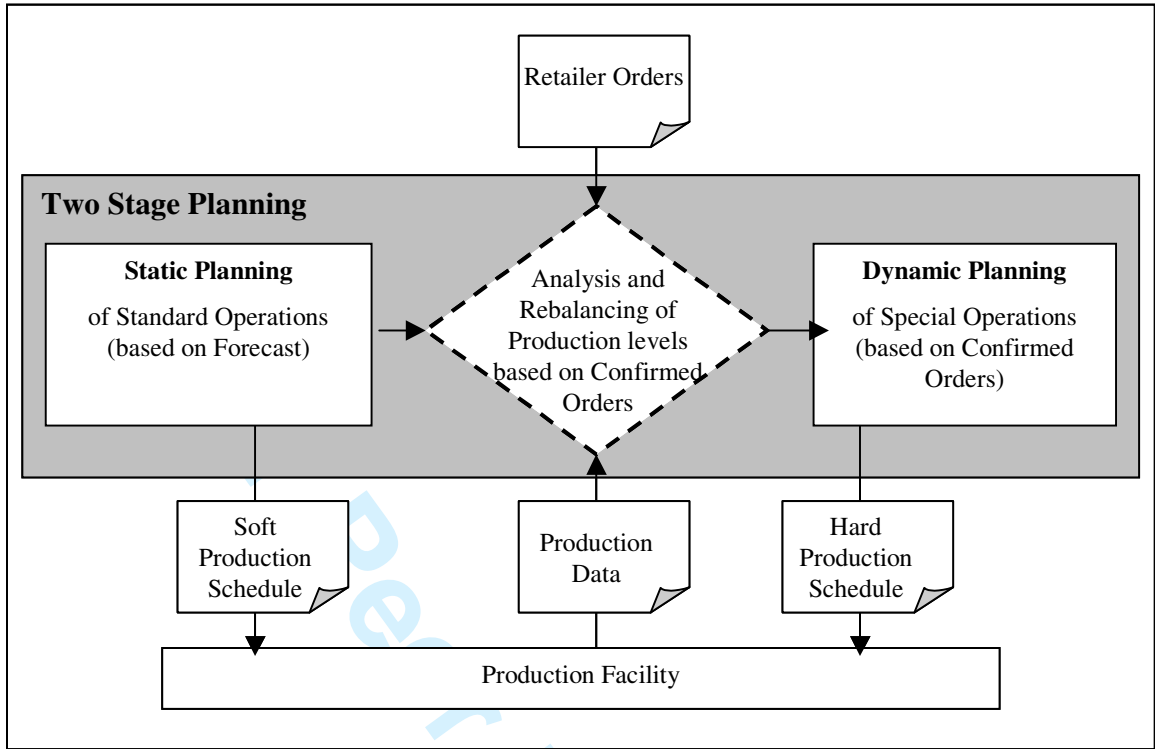 Retailer Orders
Two Stage Planning
Static Planning
of Standard Operations
(based on Forecast)
Analysis and
Rebalancing of
Production levels
based on Confirmed
Orders
Dynamic Planning
of Special Operations
(based on Confirmed
Orders)
Soft
Production
Schedule
Production
Data
Hard
Production
Schedule
Production Facility